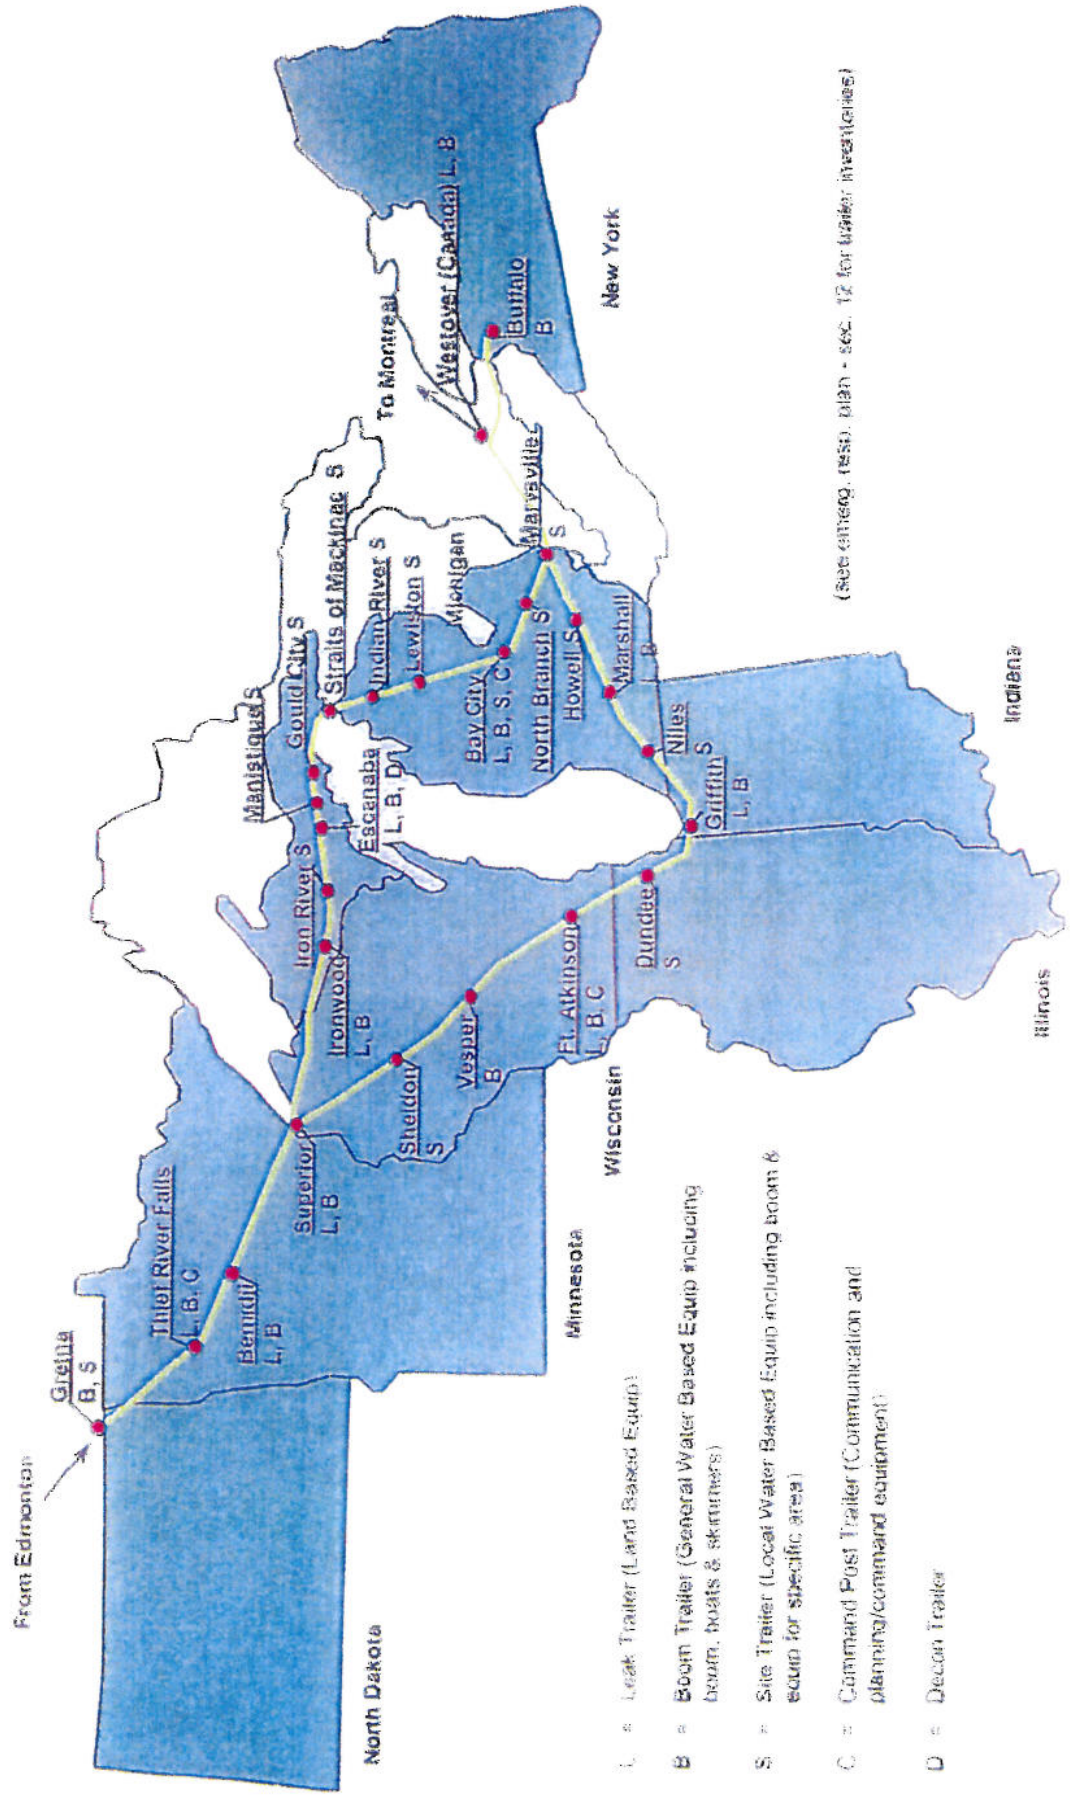 From Edmonton
Gretna
B, S
Thief River Falls
L, B, C
Bemidji
L, B
Superior
L, B
Ironwood
L, B
Iron River S
Escanaba
L, B, D
Manistique S
Gould City S
Straits of Mackinac S
Indian River S
Lewiston S
Michigan
Bay City
L, B, S, C
North Branch S
Marysville
S
Howell S
Marshall
B
Niles
S
Griffith
L, B
Dundee
S
Ft. Atkinson
L, B, C
Vesper
B
Sheldon
S
To Montreal S
Westover (Canada) L, B
Buffalo
B
New York
North Dakota
Minnesota
Wisconsin
Illinois
Indiana
L = Leak Trailer (Land Based Equip)
B = Boom Trailer (General Water Based Equip including
boom, boats & skimmers)
S = Site Trailer (Local Water Based Equip including boom &
equip for specific area)
C = Command Post Trailer (Communication and
planning/command equipment)
D = Decon Trailer
(see emerg. resp. plan - sec. 12 for trailer inventories)